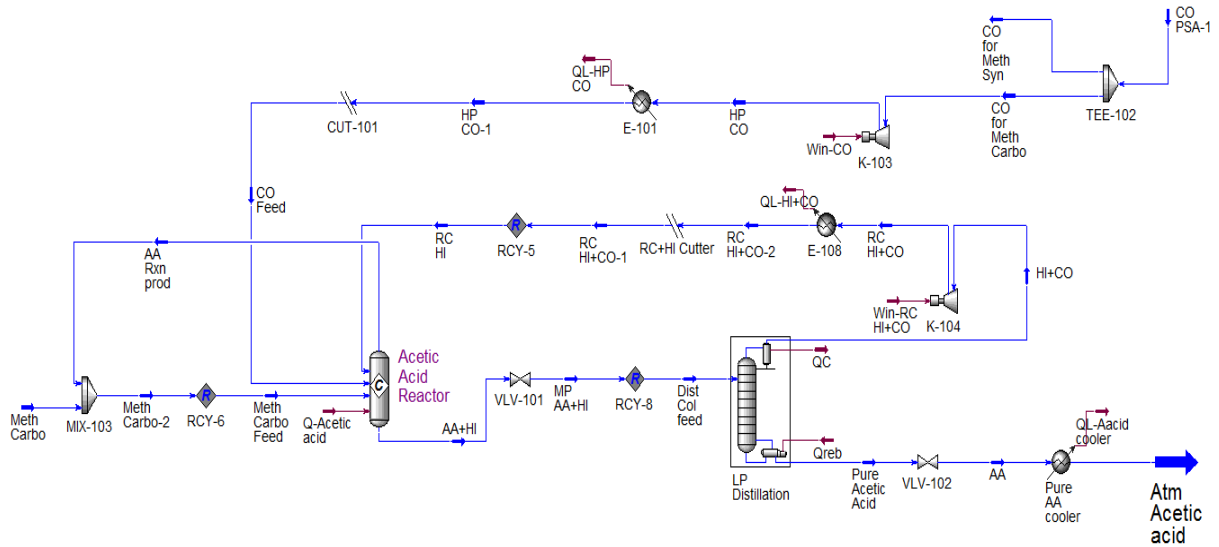 CO
PSA-1
CO
for
Meth
Syn
TEE-102
CO
for
Meth
Carbo
QL-HP
CO
E-101
HP
CO
HP
CO-1
CUT-101
Win-CO
K-103
CO
Feed
QL-HI+CO
AA
Rxn
prod
RC
HI
R
RCY-5
RC
HI+CO-1
RC+HI Cutter
RC
HI+CO-2
E-108
RC
HI+CO
HI+CO
Win-RC
HI+CO
K-104
Acetic
Acid
Reactor
C
QC
Meth
Carbo
MIX-103
Meth
Carbo-2
R
RCY-6
Meth
Carbo
Feed
Q-Acetic
acid
AA+HI
VLV-101
MP
AA+HI
R
RCY-8
Dist
Col
feed
LP
Distillation
Qreb
Pure
Acetic
Acid
VLV-102
AA
QL-Aacid
cooler
Pure
AA
cooler
Atm
Acetic
acid